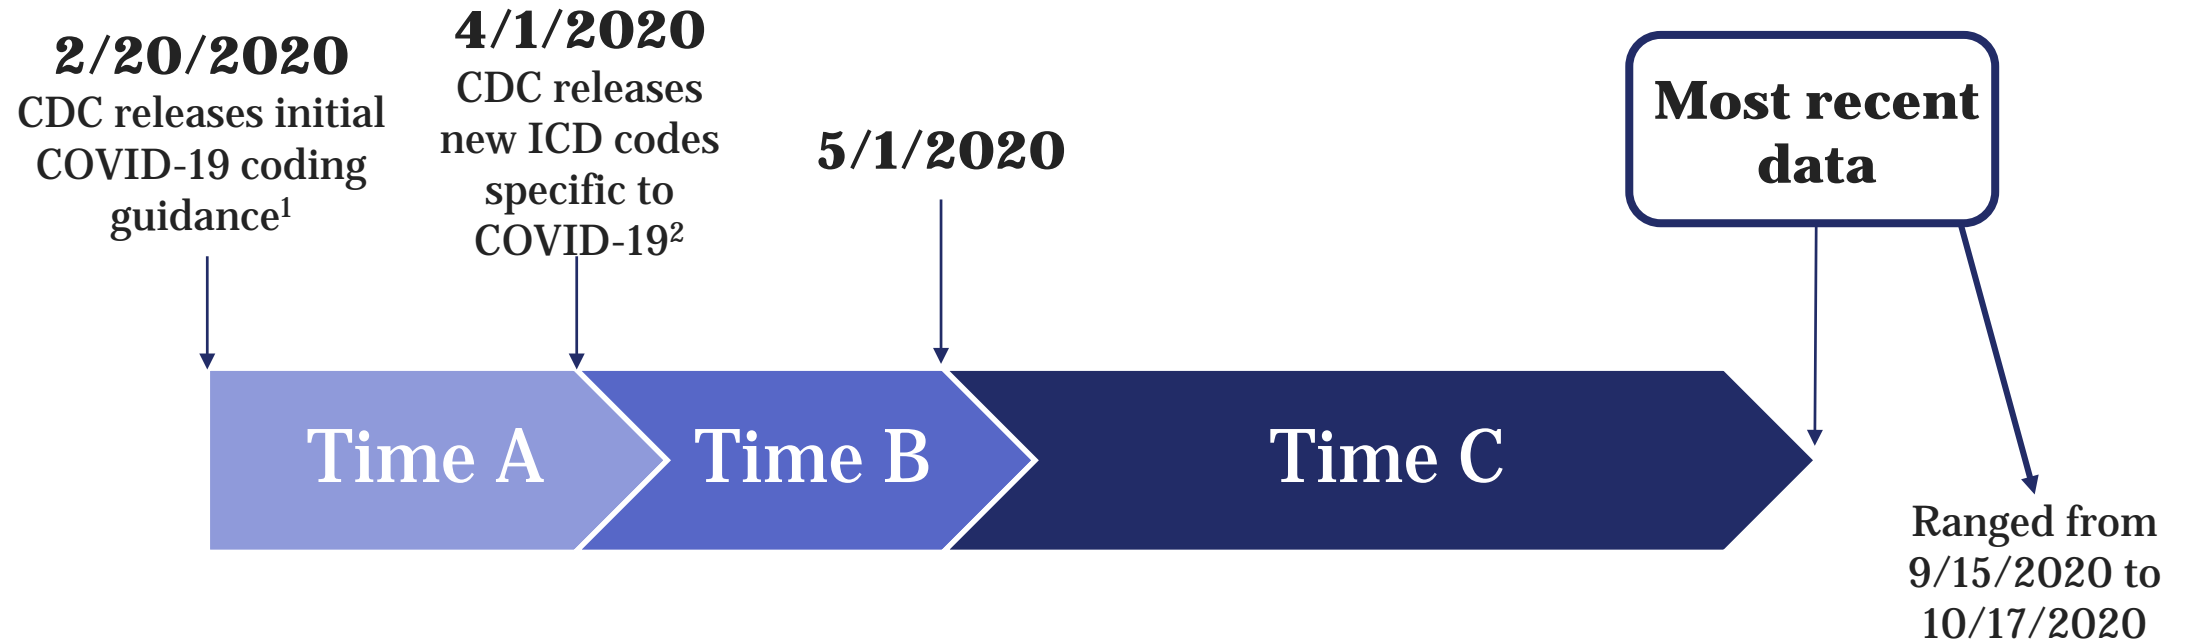 2/20/2020
CDC releases initial
COVID-19 coding
guidance¹
4/1/2020
CDC releases
new ICD codes
specific to
COVID-19²
5/1/2020
Most recent
data
Time A
Time B
Time C
Ranged from
9/15/2020 to
10/17/2020